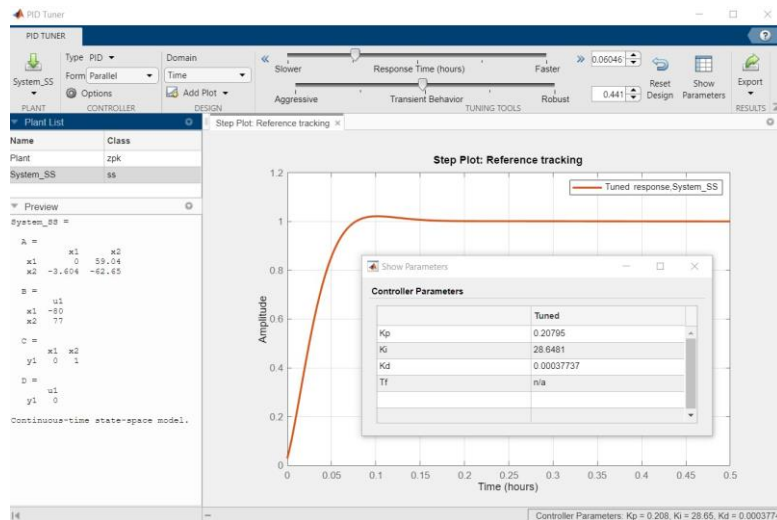 PID Tuner
PID TUNER
System_SS
PLANT
Type PID
Form Parallel
Options
CONTROLLER
Domain
Time
Add Plot
DESIGN
Slower Response Time (hours) Faster 0.06046
Aggressive Transient Behavior Robust 0.441
TUNING TOOLS
Reset Design
Show Parameters
Export
RESULTS
Plant List
Name Class
Plant zpk
System_SS ss
Preview
System_SS =
A =
x1 x2
x1 0 59.04
x2 -3.604 -62.65
B =
u1
x1 -80
x2 77
C =
x1 x2
y1 0 1
D =
u1
y1 0
Continuous-time state-space model.
Step Plot: Reference tracking
Step Plot: Reference tracking
Tuned response,System_SS
Amplitude
1.2
1
0.8
0.6
0.4
0.2
0
0 0.05 0.1 0.15 0.2 0.25 0.3 0.35 0.4 0.45 0.5
Time (hours)
Show Parameters
Controller Parameters
Tuned
Kp 0.20795
Ki 28.6481
Kd 0.00037737
Tf n/a
Controller Parameters: Kp = 0.208, Ki = 28.65, Kd = 0.0003774